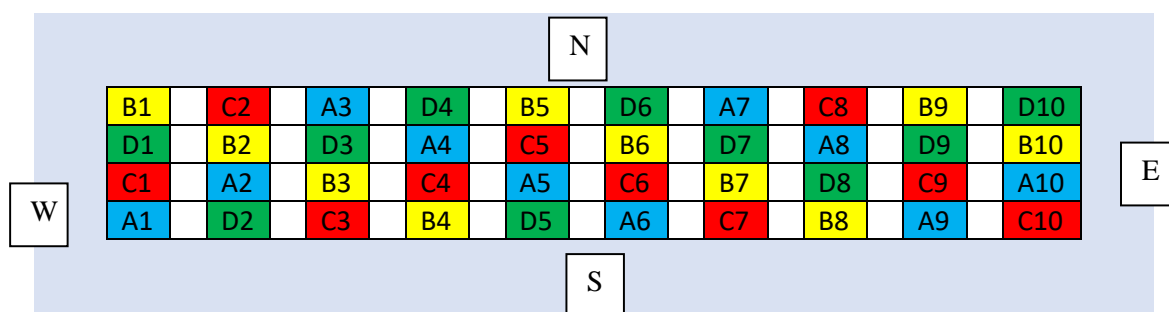 N
B1 C2 A3 D4 B5 D6 A7 C8 B9 D10
D1 B2 D3 A4 C5 B6 D7 A8 D9 B10
E
C1 A2 B3 C4 A5 C6 B7 D8 C9 A10
W
A1 D2 C3 B4 D5 A6 C7 B8 A9 C10
S